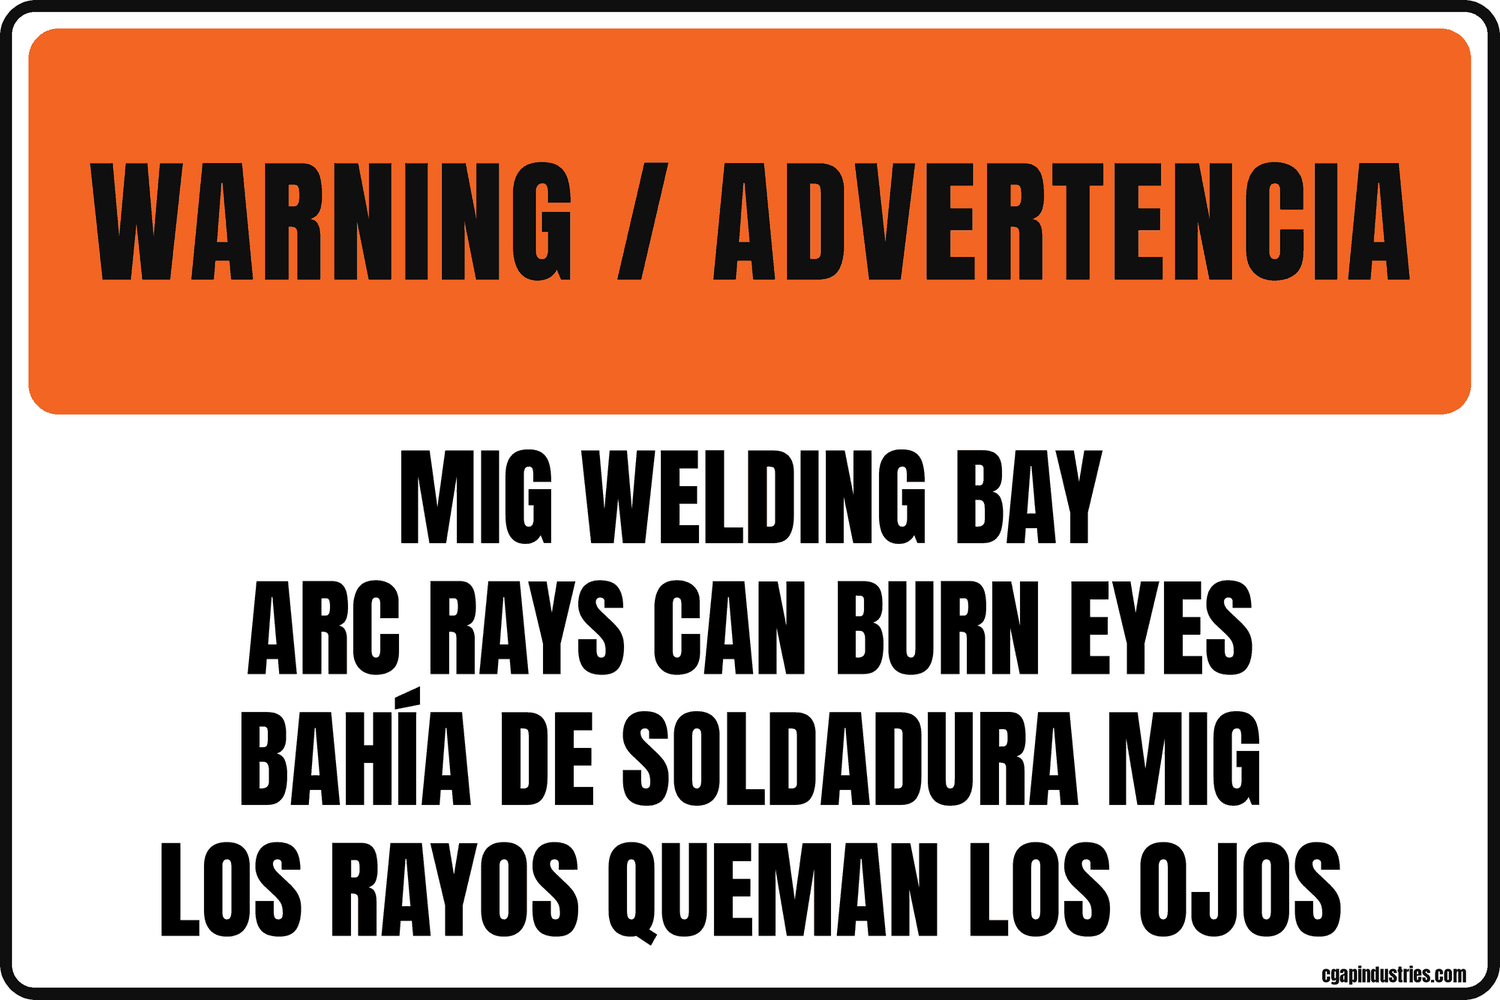 WARNING / ADVERTENCIA
MIG WELDING BAY
ARC RAYS CAN BURN EYES
BAHÍA DE SOLDADURA MIG
LOS RAYOS QUEMAN LOS OJOS
cgapindustries.com